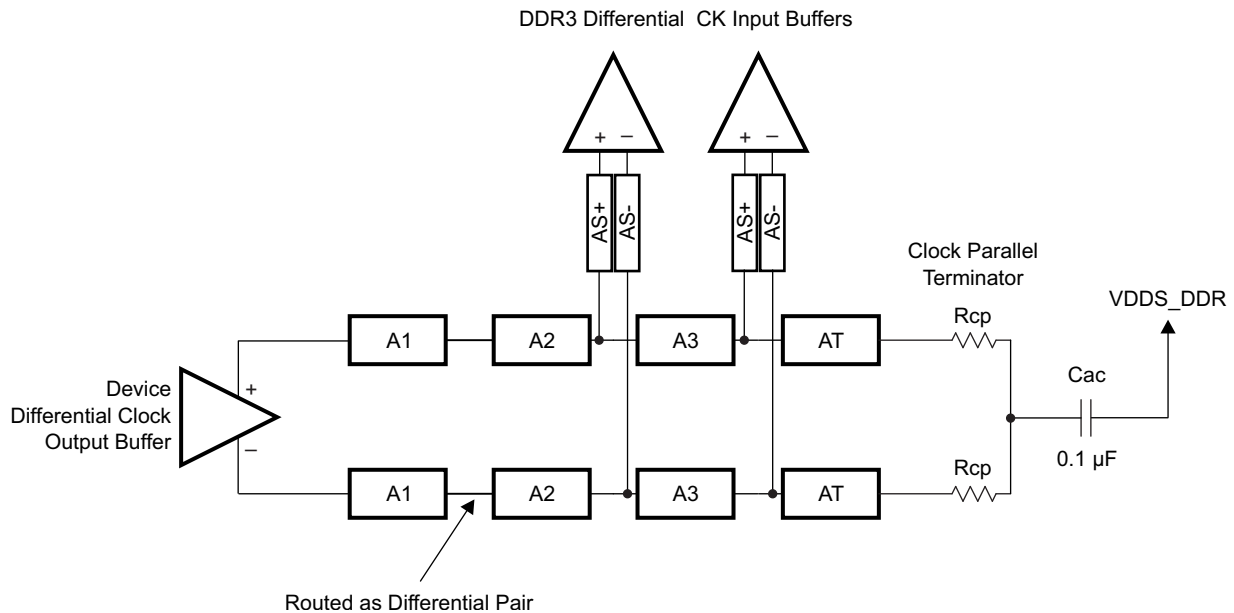 DDR3 Differential CK Input Buffers
+ –
+ –
AS+
AS-
AS+
AS-
Clock Parallel
Terminator
VDDS_DDR
A1
A2
A3
AT
Rcp
Device
Differential Clock
Output Buffer
+
–
Cac
0.1 µF
A1
A2
A3
AT
Rcp
Routed as Differential Pair